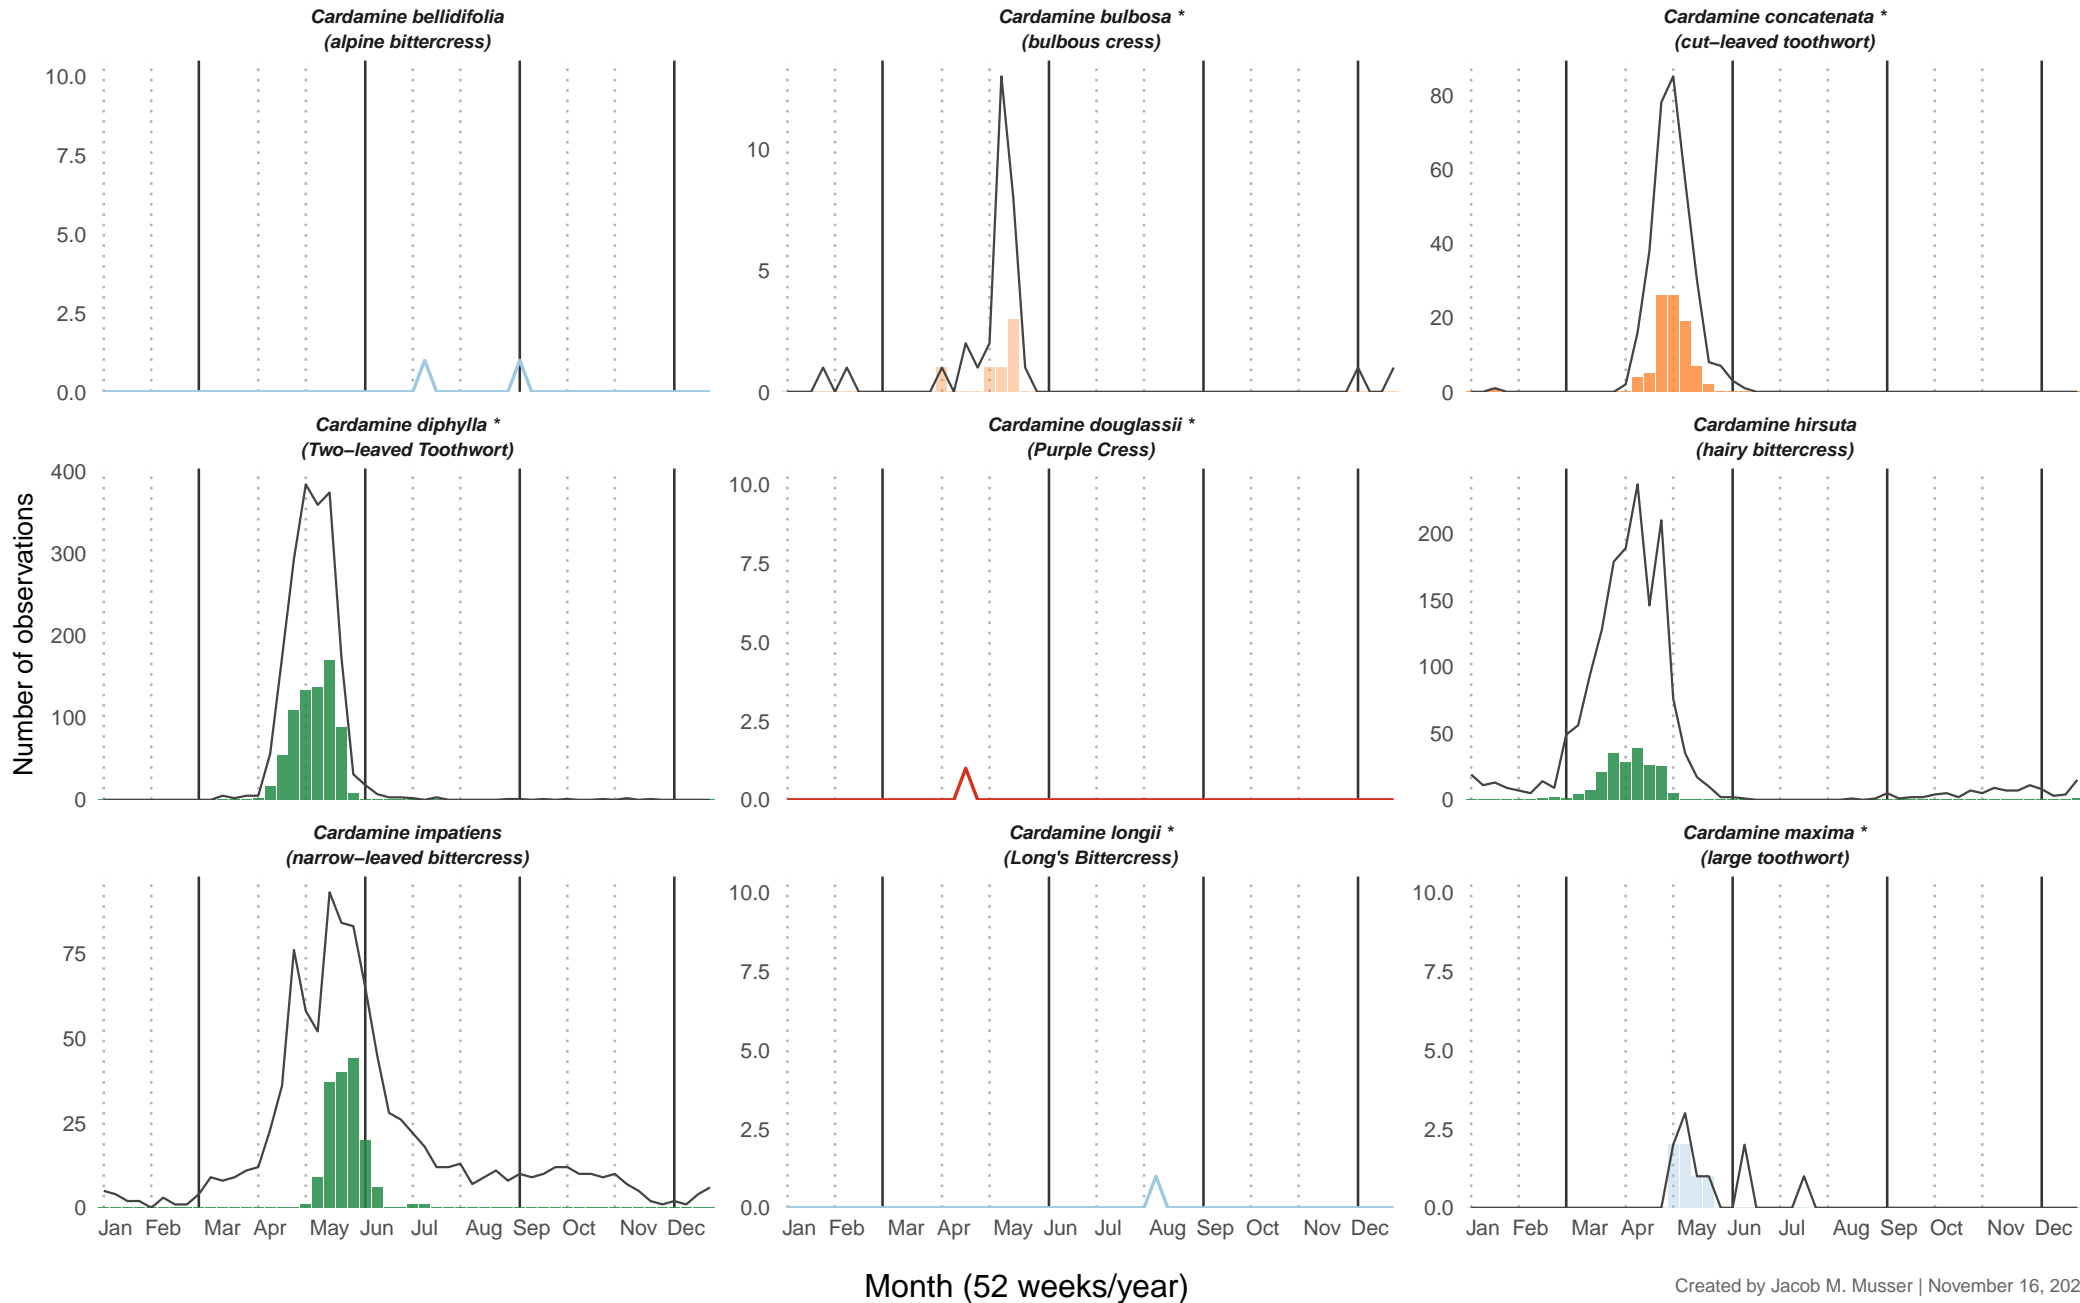 Cardamine bellidifolia
(alpine bittercress)
Cardamine bulbosa *
(bulbous cress)
Cardamine concatenata *
(cut–leaved toothwort)
10.0
7.5
5.0
2.5
0.0
10
5
0
80
60
40
20
0
Cardamine diphylla *
(Two–leaved Toothwort)
Cardamine douglassii *
(Purple Cress)
Cardamine hirsuta
(hairy bittercress)
Number of observations
400
300
200
100
0
10.0
7.5
5.0
2.5
0.0
200
150
100
50
0
Cardamine impatiens
(narrow–leaved bittercress)
Cardamine longii *
(Long's Bittercress)
Cardamine maxima *
(large toothwort)
75
50
25
0
10.0
7.5
5.0
2.5
0.0
10.0
7.5
5.0
2.5
0.0
Jan Feb Mar Apr May Jun Jul Aug Sep Oct Nov Dec
Jan Feb Mar Apr May Jun Jul Aug Sep Oct Nov Dec
Jan Feb Mar Apr May Jun Jul Aug Sep Oct Nov Dec
Month (52 weeks/year)
Created by Jacob M. Musser | November 16, 202